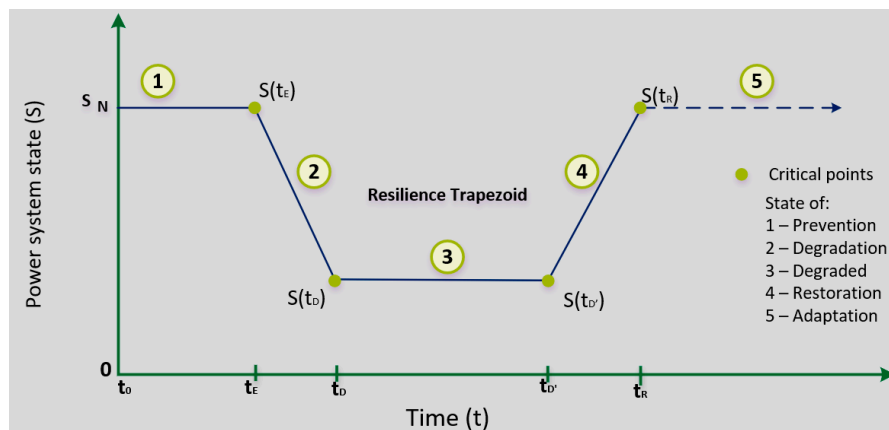 1
5
S(tE)
S(tR)
S N
2
4
Resilience Trapezoid
Critical points
State of:
1 – Prevention
2 – Degradation
3 – Degraded
4 – Restoration
5 – Adaptation
3
S(tD)
S(tD')
Power system state (S)
0
t0
tE
tD
tD'
tR
Time (t)